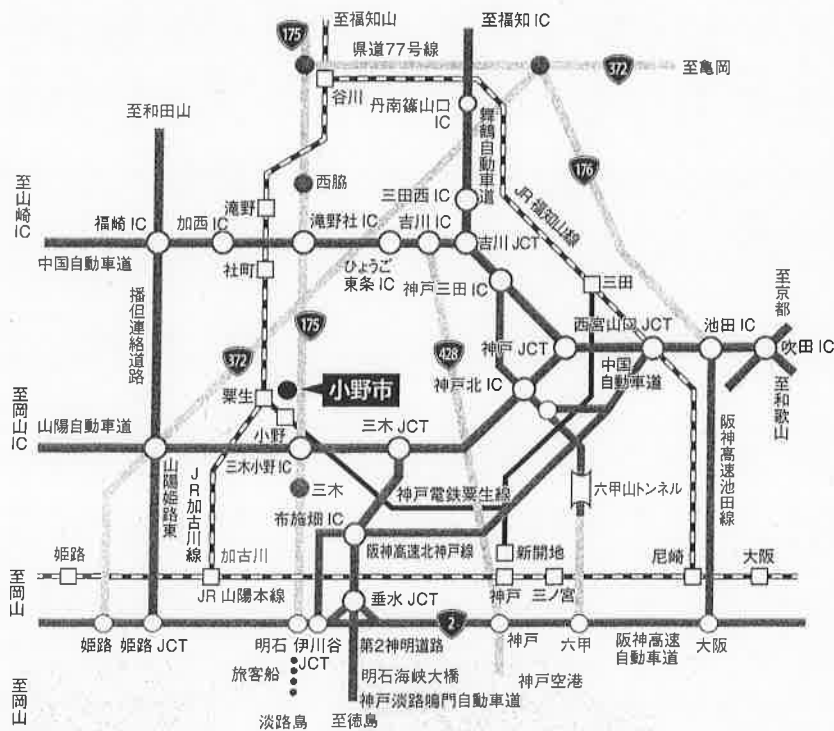 至福知山
至福知IC
175
県道77号線
372
至亀岡
谷川
至和田山
丹南篠山口
IC
舞鶴自動車道
176
至山崎IC
西脇
三田西IC
JR福知山線
滝野
福崎IC
加西IC
滝野社IC
吉川IC
吉川JCT
中国自動車道
社町
ひょうご
東条IC
神戸三田IC
三田
播但連絡道路
175
428
372
西宮山口JCT
池田IC
至京都
吹田IC
神戸JCT
中国
自動車道
神戸北IC
至和歌山
粟生
小野市
小野
至岡山IC
山陽自動車道
三木小野IC
三木JCT
山陽姫路東
JR加古川線
三木
神戸電鉄粟生線
六甲山トンネル
阪神高速池田線
布施畑IC
阪神高速北神戸線
新開地
姫路
加古川
尼崎
大阪
至岡山
JR山陽本線
神戸
三ノ宮
垂水JCT
2
姫路
姫路JCT
明石
伊川谷
JCT
第2神明道路
神戸
六甲
阪神高速
自動車道
大阪
旅客船
明石海峡大橋
神戸空港
至岡山
神戸淡路鳴門自動車道
淡路島
至徳島